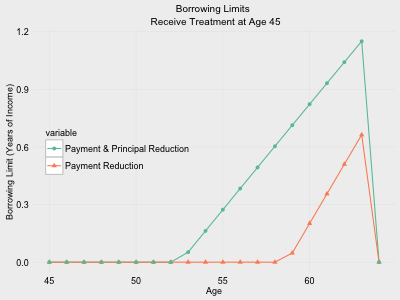 Borrowing Limits
Receive Treatment at Age 45
Borrowing Limit (Years of Income)
1.2
0.9
0.6
0.3
0.0
variable
Payment & Principal Reduction
Payment Reduction
45
50
55
60
Age